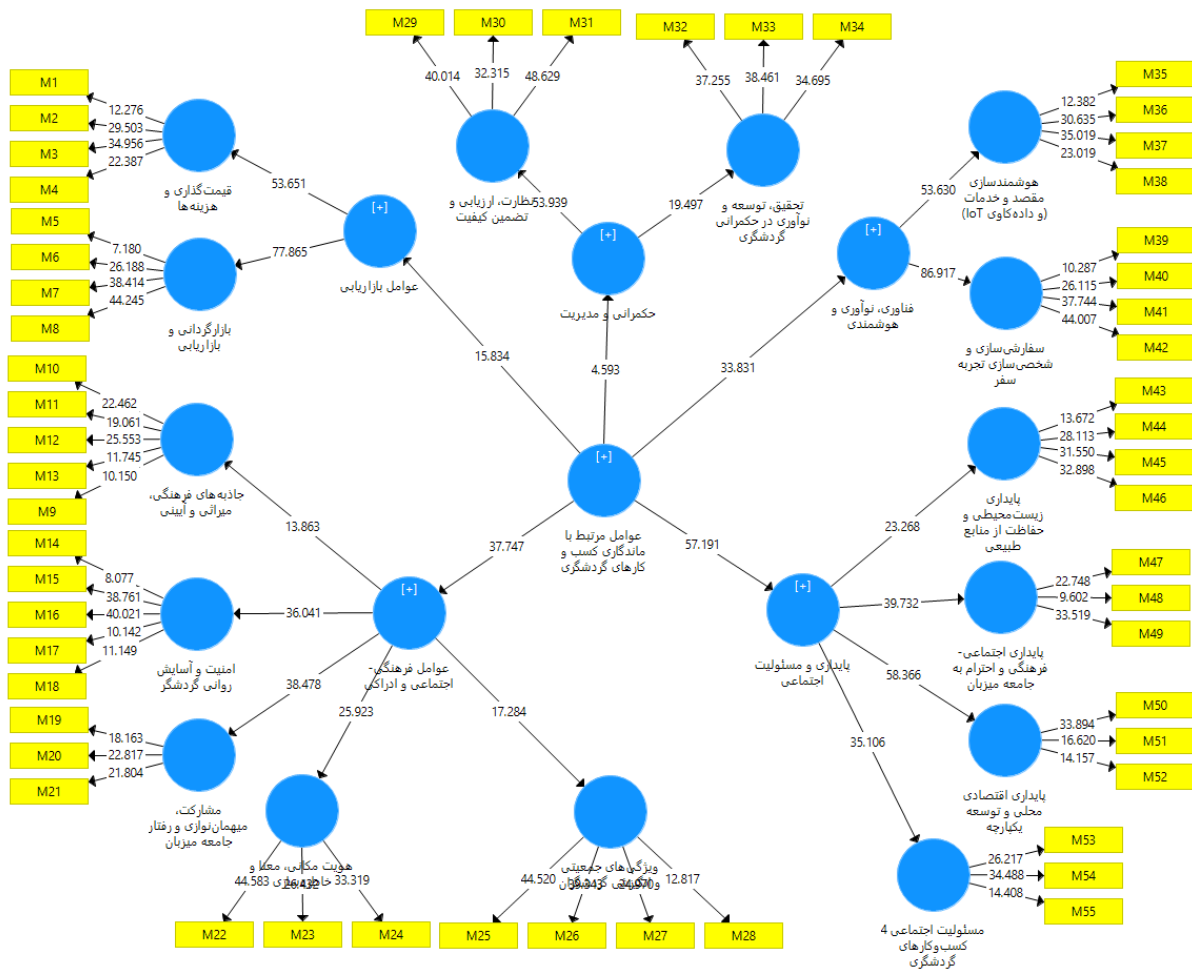 M29
M30
M31
40.014
32.315
48.629
نظارت، ارزیابی و
تضمین کیفیت
M32
M33
M34
37.255
38.461
34.695
تحقیق، توسعه و
نوآوری در حکمرانی
گردشگری
M1
M2
M3
M4
12.276
29.503
34.956
22.387
قیمت‌گذاری و
هزینه‌ها
M5
M6
M7
M8
7.180
26.188
38.414
44.245
بازارگردانی و
بازاریابی
53.651
77.865
[+]
عوامل بازاریابی
53.939
19.497
[+]
حکمرانی و مدیریت
53.630
86.917
[+]
فناوری، نوآوری و
هوشمندی
M35
M36
M37
M38
12.382
30.635
35.019
23.019
هوشمندسازی
مقصد و خدمات
(IoT و داده‌کاوی)
M39
M40
M41
M42
10.287
26.115
37.744
44.007
سفارشی‌سازی و
شخصی‌سازی تجربه
سفر
15.834
4.593
33.831
37.747
57.191
[+]
عوامل مرتبط با
ماندگاری کسب و
کارهای گردشگری
M10
M11
M12
M13
M9
22.462
19.061
25.553
11.745
10.150
جاذبه‌های فرهنگی،
میراثی و آیینی
M14
M15
M16
M17
M18
8.077
38.761
40.021
10.142
11.149
امنیت و آسایش
روانی گردشگر
M19
M20
M21
18.163
22.817
21.804
مشارکت،
میهمان‌نوازی و رفتار
جامعه میزبان
13.863
36.041
38.478
25.923
17.284
[+]
عوامل فرهنگی-
اجتماعی و ادراکی
هویت مکانی، معنا و
44.583
26.432
33.319
M22
M23
M24
ویژگی‌های جمعیتی
44.520
39.343
24.970
12.817
M25
M26
M27
M28
23.268
39.732
58.366
35.106
[+]
پایداری و مسئولیت
اجتماعی
M43
M44
M45
M46
13.672
28.113
31.550
32.898
پایداری
زیست‌محیطی و
حفاظت از منابع
طبیعی
M47
M48
M49
22.748
9.602
33.519
پایداری اجتماعی-
فرهنگی و احترام به
جامعه میزبان
M50
M51
M52
33.894
16.620
14.157
پایداری اقتصادی
محلی و توسعه
یکپارچه
M53
M54
M55
26.217
34.488
14.408
مسئولیت اجتماعی 4
کسب‌وکارهای
گردشگری